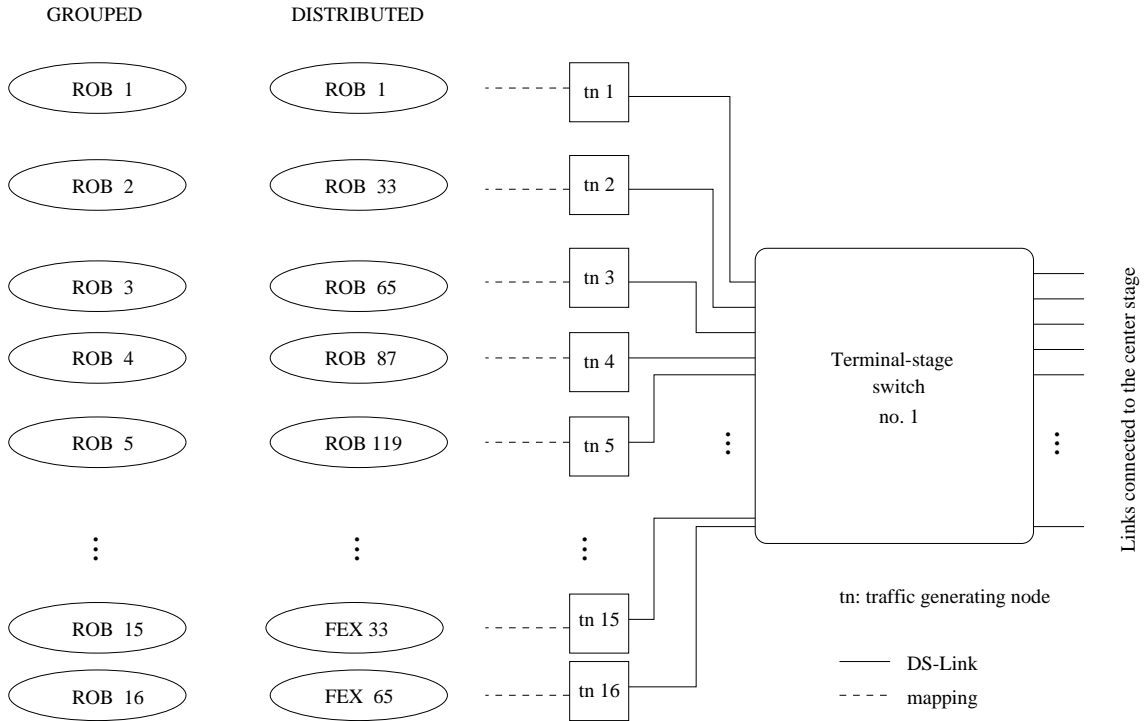 GROUPED
DISTRIBUTED
ROB 1
ROB 1
tn 1
ROB 2
ROB 33
tn 2
ROB 3
ROB 65
tn 3
ROB 4
ROB 87
tn 4
ROB 5
ROB 119
tn 5
ROB 15
FEX 33
tn 15
ROB 16
FEX 65
tn 16
Terminal-stage
switch
no. 1
Links connected to the center stage
tn: traffic generating node
DS-Link
mapping